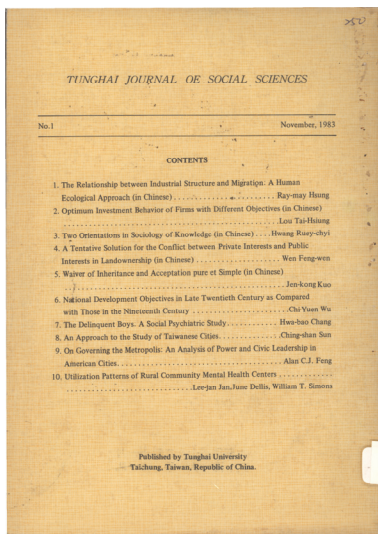 250
TUNGHAI JOURNAL OF SOCIAL SCIENCES
No.1 November, 1983
CONTENTS
1. The Relationship between Industrial Structure and Migration: A Human
Ecological Approach (in Chinese) . . . . . . . . . . . . . . . . . . . . . Ray-may Hsung
2. Optimum Investment Behavior of Firms with Different Objectives (in Chinese)
. . . . . . . . . . . . . . . . . . . . . . . . . . . . . . . . . . . . . . . . . . Lou Tai-Hsiung
3. Two Orientations in Sociology of Knowledge (in Chinese) . . . . Hwang Ruey-chyi
4. A Tentative Solution for the Conflict between Private Interests and Public
Interests in Landownership (in Chinese) . . . . . . . . . . . . . . . . Wen Feng-wen
5. Waiver of Inheritance and Acceptation pure et Simple (in Chinese)
. . . . . . . . . . . . . . . . . . . . . . . . . . . . . . . . . . . . . . . . . . . Jen-kong Kuo
6. National Development Objectives in Late Twentieth Century as Compared
with Those in the Nineteenth Century . . . . . . . . . . . . . . . . . . . Chi-Yuan Wu
7. The Delinquent Boys. A Social Psychiatric Study . . . . . . . . . . Hwa-bao Chang
8. An Approach to the Study of Taiwanese Cities . . . . . . . . . . . . Ching-shan Sun
9. On Governing the Metropolis: An Analysis of Power and Civic Leadership in
American Cities . . . . . . . . . . . . . . . . . . . . . . . . . . . . . . . . Alan C.J. Feng
10. Utilization Patterns of Rural Community Mental Health Centers . . . . . . . . . . . .
. . . . . . . . . . . . . . . . . . . . . . . . Lee-jan Jan, June Dellis, William T. Simons
Published by Tunghai University
Taichung, Taiwan, Republic of China.